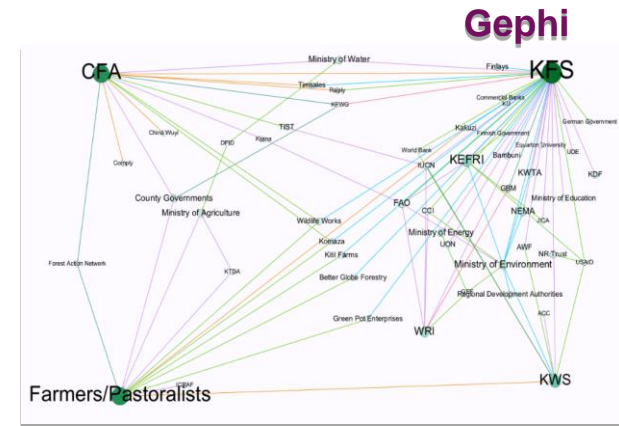 Gephi
Ministry of Water
CFA
Finlays
KFS
Timsales
Raiply
Commercial Banks
KFWG
EU
German Government
TIST
Kakuzi
Finnish Government
China Wuyi
Egerton University
DFID
World Bank
UDE
Comply
IUCN
KEFRI
Bamburi
KWTA
KDF
GBM
County Governments
Ministry of Education
FAO
CCI
NEMA
JICA
Ministry of Agriculture
Wildlife Works
Ministry of Energy
Komaza
UON
AWF
NR Trust
Kitil Farms
Forest Action Network
KTDA
Ministry of Environment
USAID
Better Globe Forestry
Regional Development Authorities
ACC
Green Pot Enterprises
WRI
KWS
ICRAF
Farmers/Pastoralists